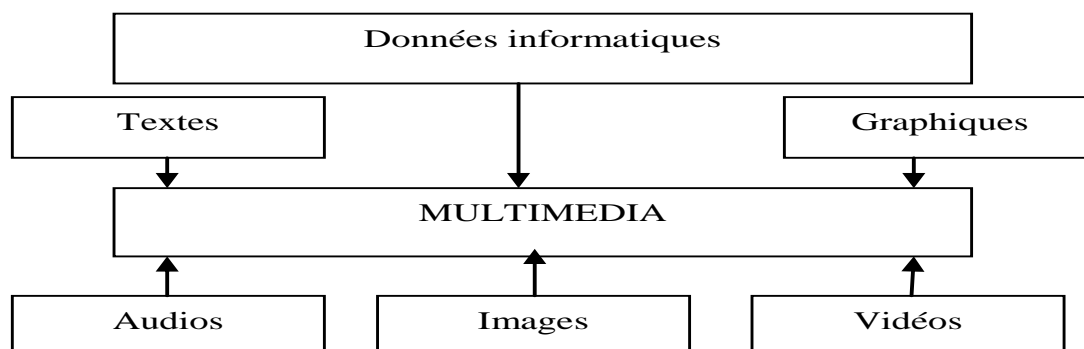 Données informatiques
Textes
Graphiques
MULTIMEDIA
Audios
Images
Vidéos